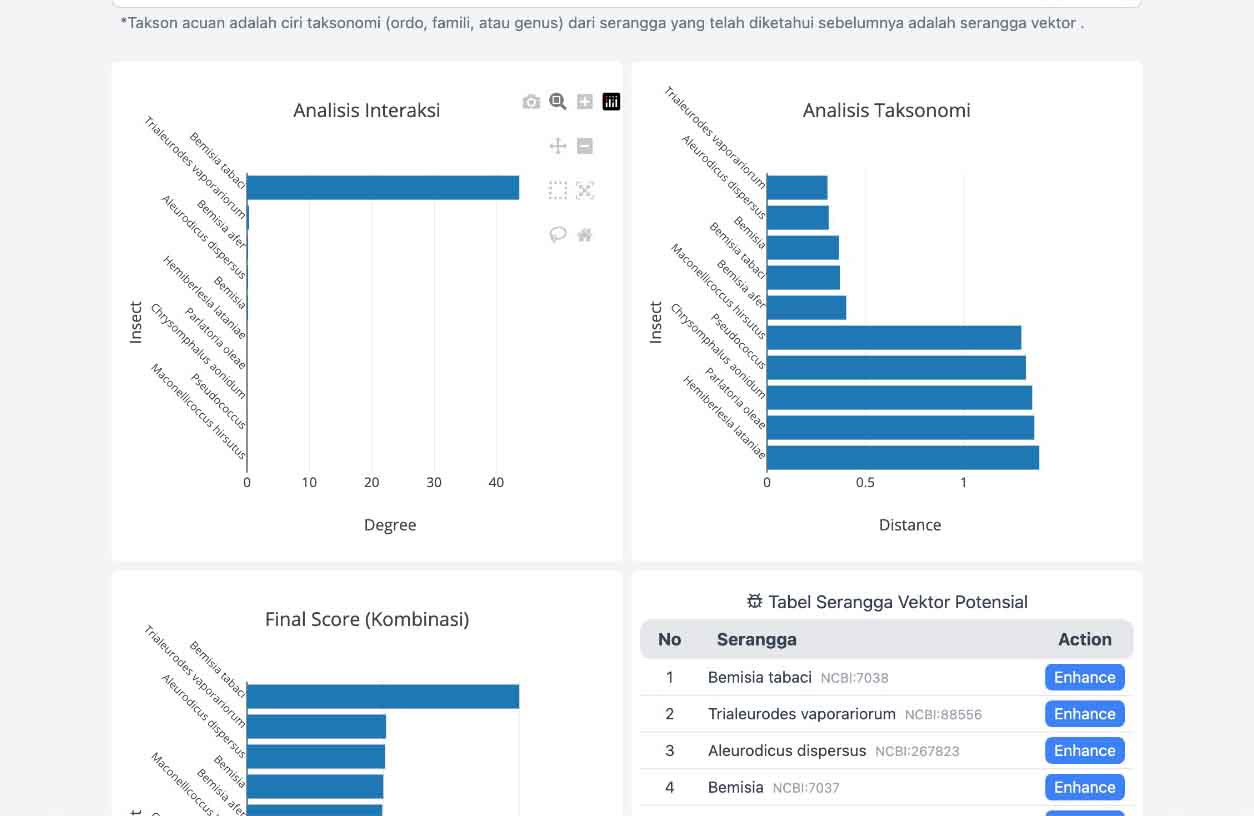 *Takson acuan adalah ciri taksonomi (ordo, famili, atau genus) dari serangga yang telah diketahui sebelumnya adalah serangga vektor .
Analisis Interaksi
Bemisia tabaci
Trialeurodes vaporariorum
Bemisia afer
Aleurodicus dispersus
Bemisia
Hemiberlesia lataniae
Parlatoria oleae
Chrysomphalus aonidum
Pseudococcus
Maconellicoccus hirsutus
Insect
0 10 20 30 40
Degree
Analisis Taksonomi
Trialeurodes vaporariorum
Aleurodicus dispersus
Bemisia
Bemisia tabaci
Bemisia afer
Maconellicoccus hirsutus
Pseudococcus
Chrysomphalus aonidum
Parlatoria oleae
Hemiberlesia lataniae
Insect
0 0.5 1
Distance
Final Score (Kombinasi)
Bemisia tabaci
Trialeurodes vaporariorum
Aleurodicus dispersus
Bemisia
Bemisia afer
Tabel Serangga Vektor Potensial
No Serangga Action
1 Bemisia tabaci NCBI:7038 Enhance
2 Trialeurodes vaporariorum NCBI:88556 Enhance
3 Aleurodicus dispersus NCBI:267823 Enhance
4 Bemisia NCBI:7037 Enhance